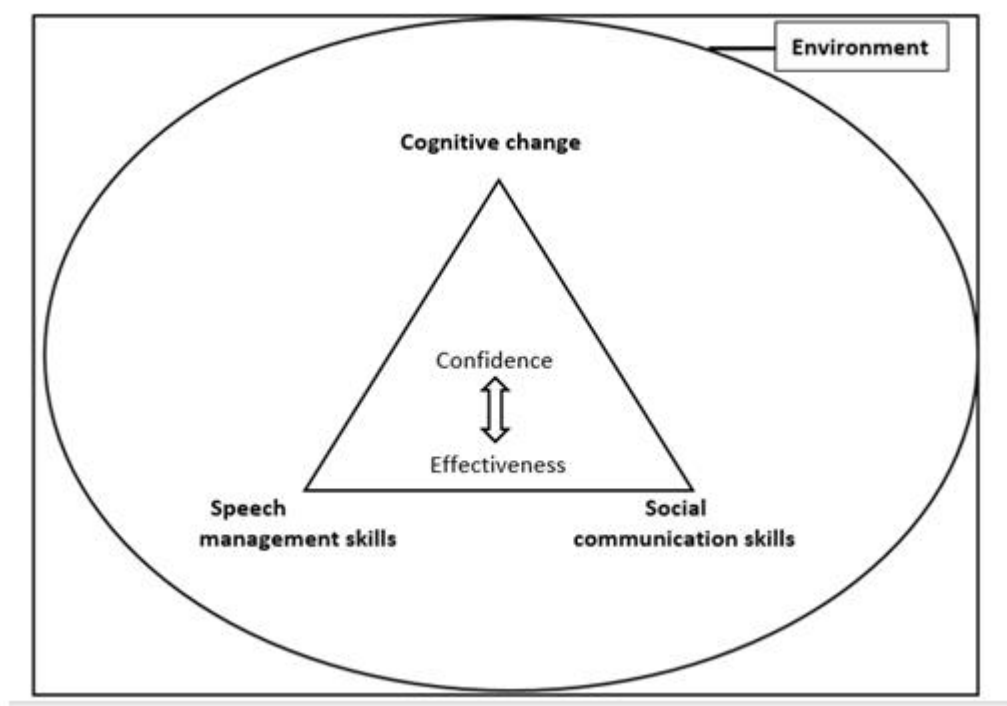 Environment
Cognitive change
Confidence
Effectiveness
Speech
management skills
Social
communication skills